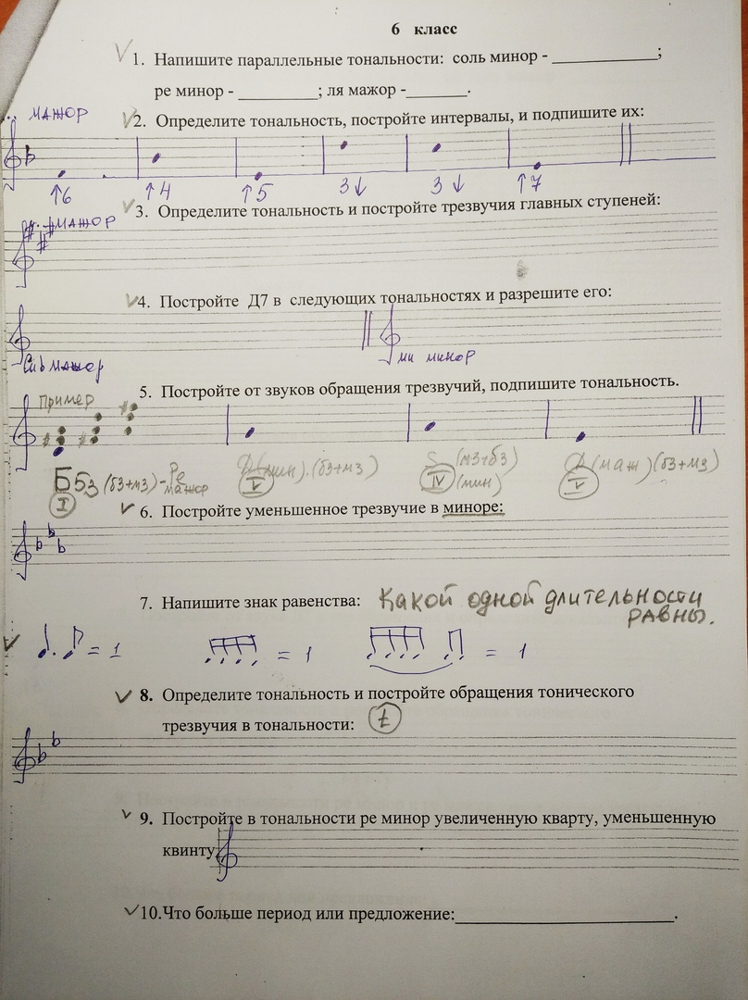 6 класс
1. Напишите параллельные тональности: соль минор - ____________;
ре минор - _________; ля мажор -_______.
МАЖОР
2. Определите тональность, постройте интервалы, и подпишите их:
↑6 ↑4 ↑5 3↓ 3↓ ↑7
МАЖОР
3. Определите тональность и постройте трезвучия главных ступеней:
4. Постройте Д7 в следующих тональностях и разрешите его:
мажор ми минор
5. Постройте от звуков обращения трезвучий, подпишите тональность.
Пример
Б53 (б3+м3)-Ре мажор (мин).(б3+м3) S (м3+б3) Д (маж)(б3+м3)
I V IV (мин) V
6. Постройте уменьшенное трезвучие в миноре:
7. Напишите знак равенства: Какой одной длительности
РАВНЫ.
= 1 = 1 = 1
8. Определите тональность и постройте обращения тонического
трезвучия в тональности: t
9. Постройте в тональности ре минор увеличенную кварту, уменьшенную
квинту
10.Что больше период или предложение:_________________________.